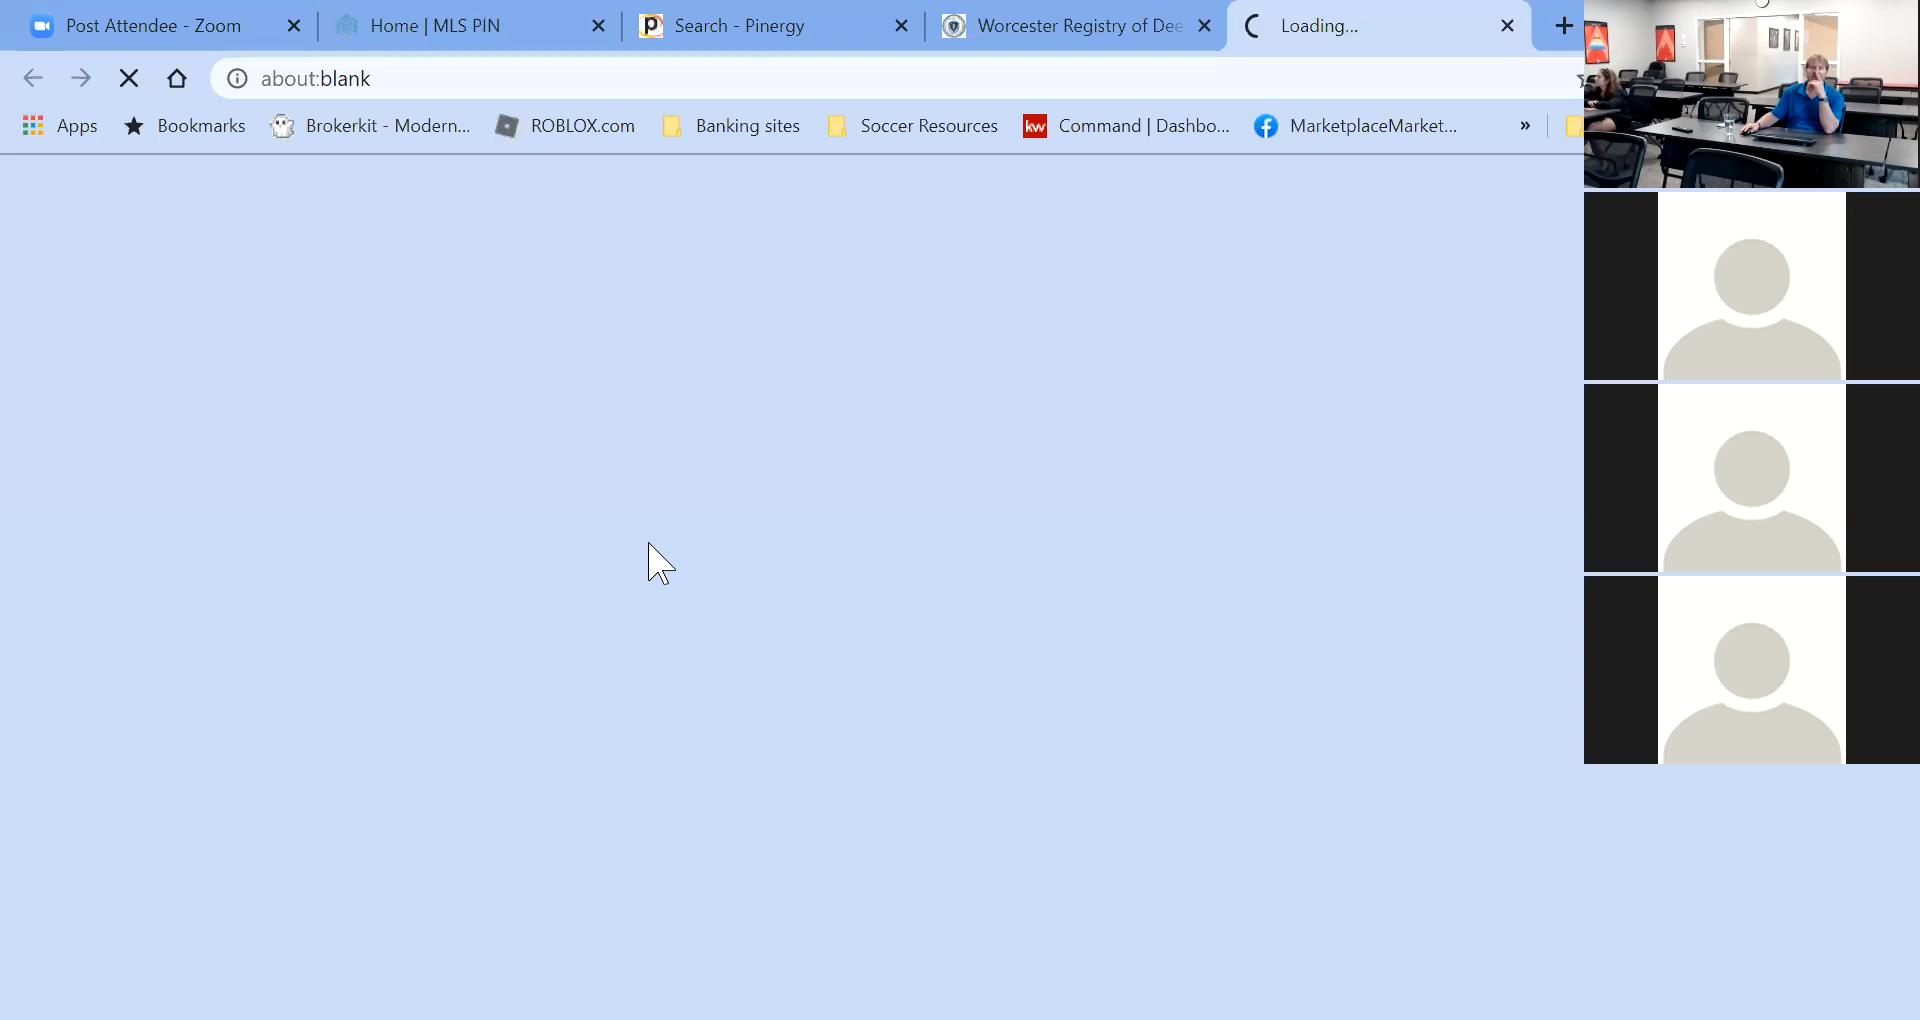 Post Attendee - Zoom
Home | MLS PIN
Search - Pinergy
Worcester Registry of Dee
Loading...
about:blank
Apps
Bookmarks
Brokerkit - Modern...
ROBLOX.com
Banking sites
Soccer Resources
kw
Command | Dashbo...
MarketplaceMarket...
»